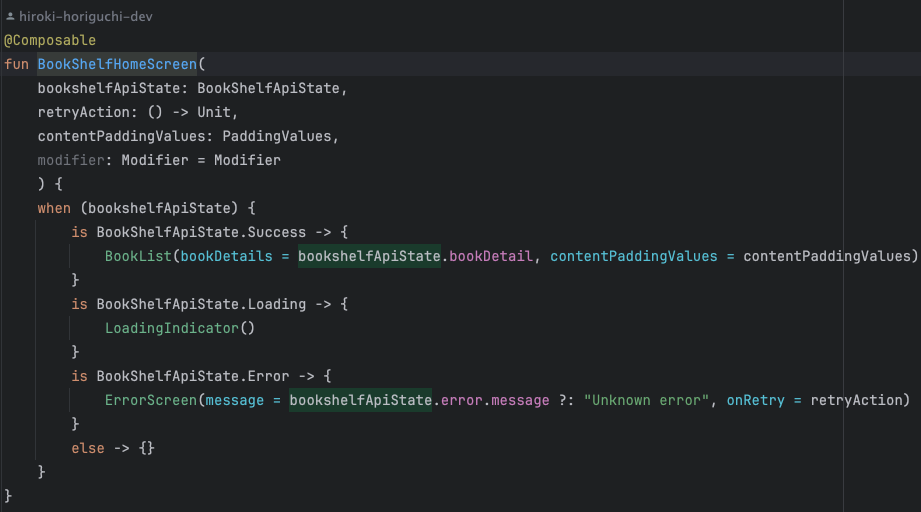 hiroki-horiguchi-dev
@Composable
fun BookShelfHomeScreen(
    bookshelfApiState: BookShelfApiState,
    retryAction: () -> Unit,
    contentPaddingValues: PaddingValues,
    modifier: Modifier = Modifier
    ) {
    when (bookshelfApiState) {
        is BookShelfApiState.Success -> {
            BookList(bookDetails = bookshelfApiState.bookDetail, contentPaddingValues = contentPaddingValues)
        }
        is BookShelfApiState.Loading -> {
            LoadingIndicator()
        }
        is BookShelfApiState.Error -> {
            ErrorScreen(message = bookshelfApiState.error.message ?: "Unknown error", onRetry = retryAction)
        }
        else -> {}
    }
}